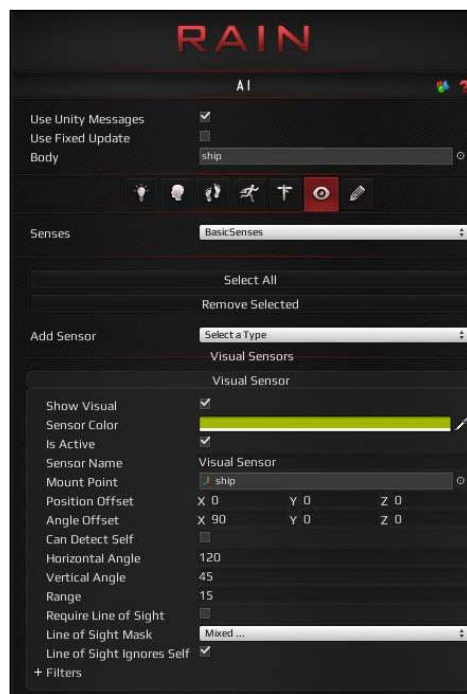 RAIN
AI ?
Use Unity Messages
Use Fixed Update
Body ship
Senses BasicSenses
Select All
Remove Selected
Add Sensor Select a Type
Visual Sensors
Visual Sensor
Show Visual
Sensor Color
Is Active
Sensor Name Visual Sensor
Mount Point ship
Position Offset X 0 Y 0 Z 0
Angle Offset X 90 Y 0 Z 0
Can Detect Self
Horizontal Angle 120
Vertical Angle 45
Range 15
Require Line of Sight
Line of Sight Mask Mixed ...
Line of Sight Ignores Self
+ Filters